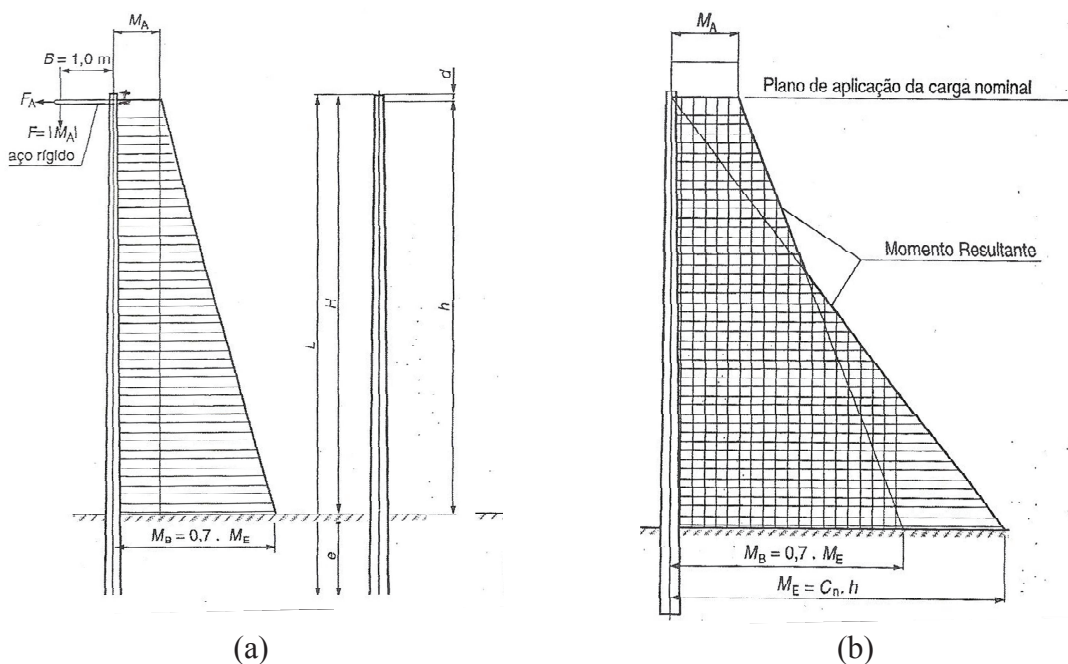 M_A
B = 1,0 m
F_A
F= |M_A|
aço rígido
L
H
d
h
e
M_B = 0,7 . M_E
(a)
M_A
Plano de aplicação da carga nominal
Momento Resultante
M_B = 0,7 . M_E
M_E = C_n . h
(b)